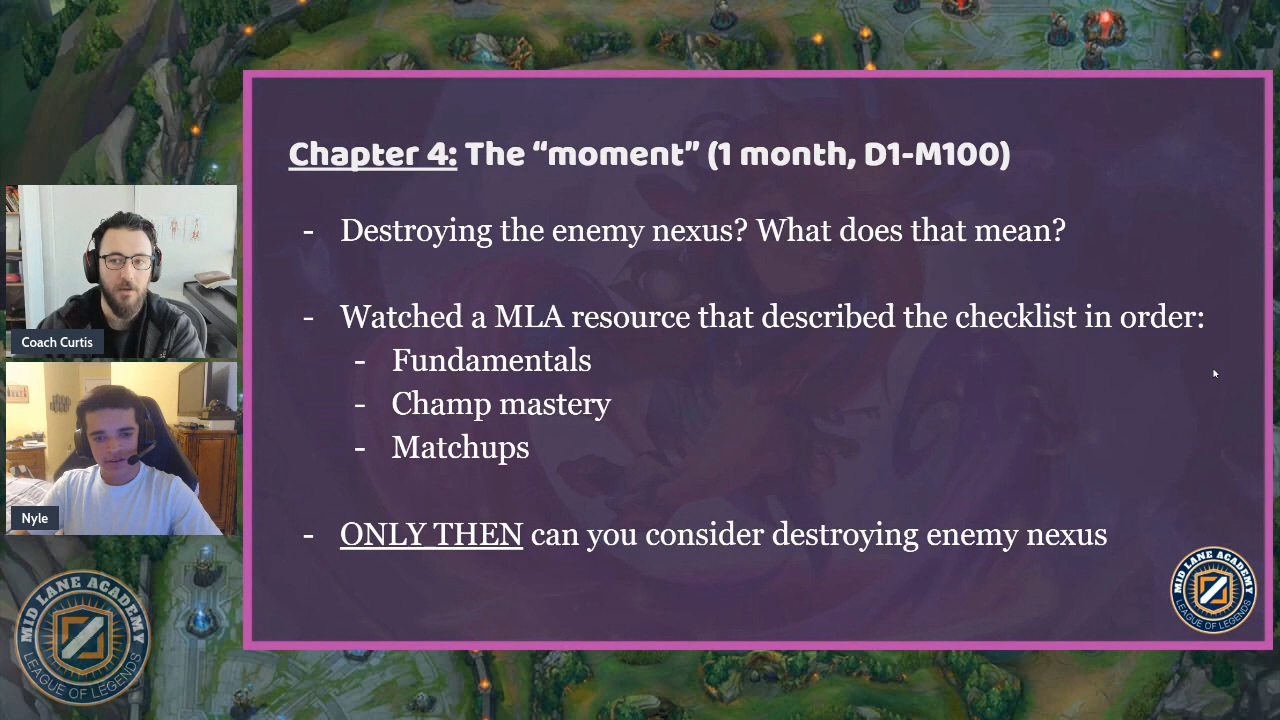 Chapter 4: The “moment” (1 month, D1-M100)
- Destroying the enemy nexus? What does that mean?
- Watched a MLA resource that described the checklist in order:
- Fundamentals
- Champ mastery
- Matchups
- ONLY THEN can you consider destroying enemy nexus
Coach Curtis
Nyle
MID LANE ACADEMY
LEAGUE OF LEGENDS
MID LANE ACADEMY
LEAGUE OF LEGENDS